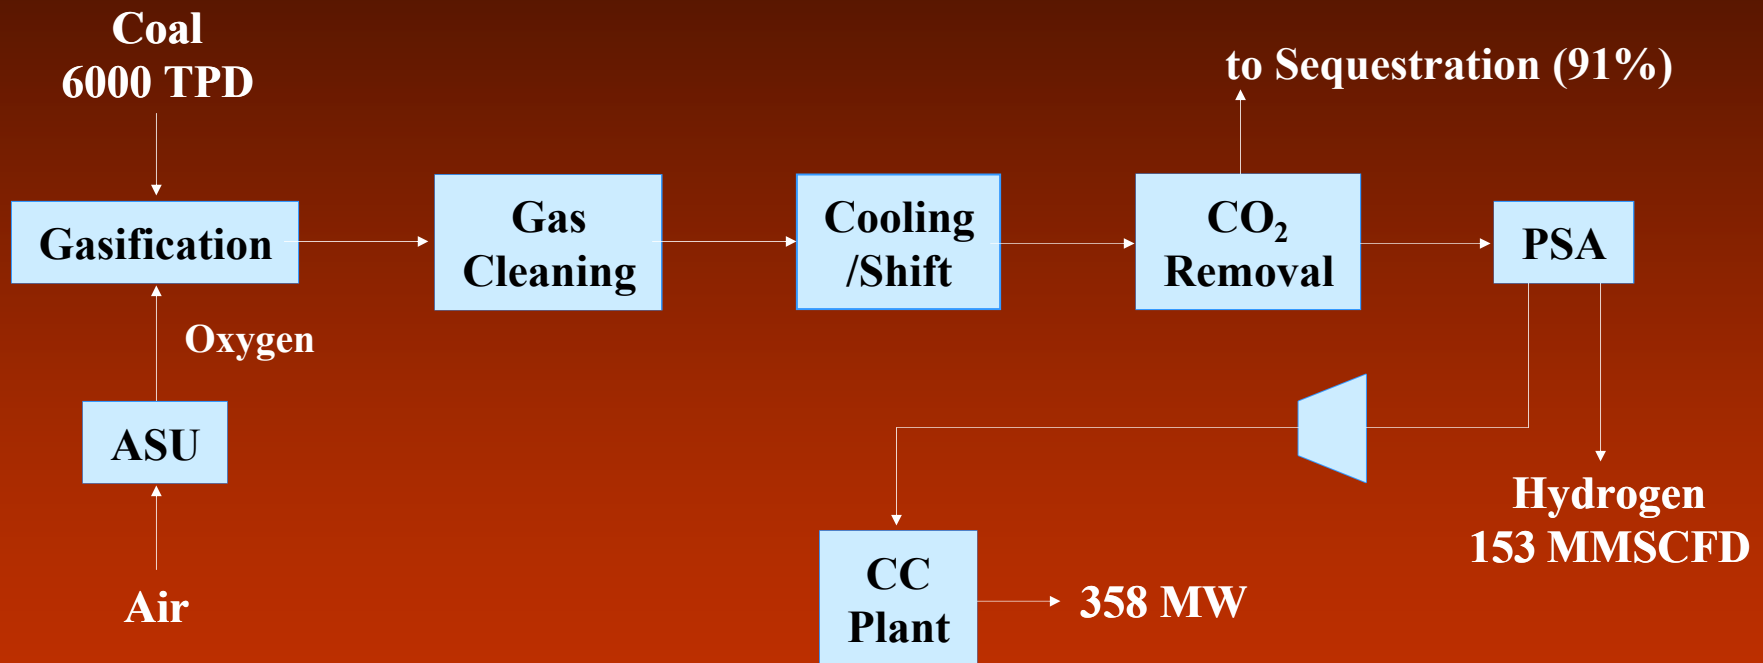 Coal
6000 TPD
to Sequestration (91%)
Gasification
Gas
Cleaning
Cooling
/Shift
CO₂
Removal
PSA
Oxygen
ASU
Air
Hydrogen
153 MMSCFD
CC
Plant
358 MW